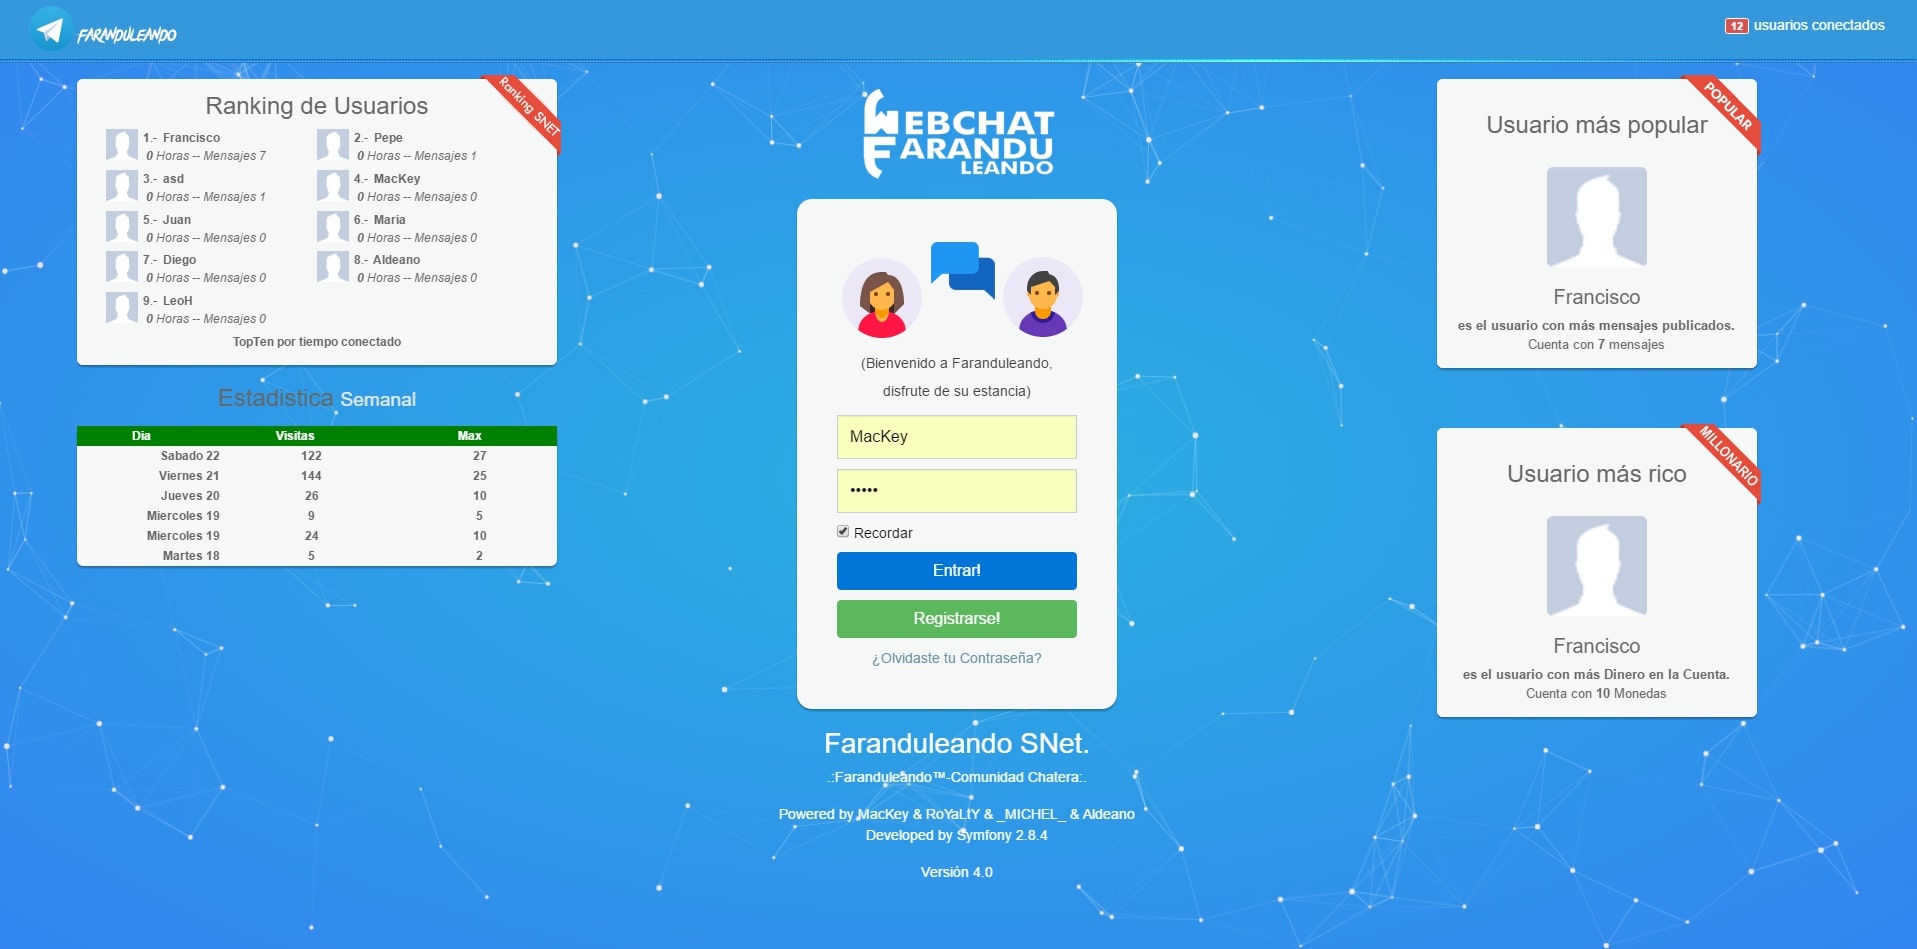 FARANDULEANDO
12 usuarios conectados
Ranking de Usuarios
Ranking SNET
1.- Francisco
0 Horas -- Mensajes 7
2.- Pepe
0 Horas -- Mensajes 1
3.- asd
0 Horas -- Mensajes 1
4.- MacKey
0 Horas -- Mensajes 0
5.- Juan
0 Horas -- Mensajes 0
6.- Maria
0 Horas -- Mensajes 0
7.- Diego
0 Horas -- Mensajes 0
8.- Aldeano
0 Horas -- Mensajes 0
9.- LeoH
0 Horas -- Mensajes 0
TopTen por tiempo conectado
Estadistica Semanal
Dia Visitas Max
Sabado 22 122 27
Viernes 21 144 25
Jueves 20 26 10
Miercoles 19 9 5
Miercoles 19 24 10
Martes 18 5 2
WEBCHAT
FARANDU
LEANDO
(Bienvenido a Faranduleando,
disfrute de su estancia)
MacKey
•••••
Recordar
Entrar!
Registrarse!
¿Olvidaste tu Contraseña?
Faranduleando SNet.
.:Faranduleando™-Comunidad Chatera:.
Powered by MacKey & RoYaLtY & _MICHEL_ & Aldeano
Developed by Symfony 2.8.4
Versión 4.0
POPULAR
Usuario más popular
Francisco
es el usuario con más mensajes publicados.
Cuenta con 7 mensajes
MILLONARIO
Usuario más rico
Francisco
es el usuario con más Dinero en la Cuenta.
Cuenta con 10 Monedas